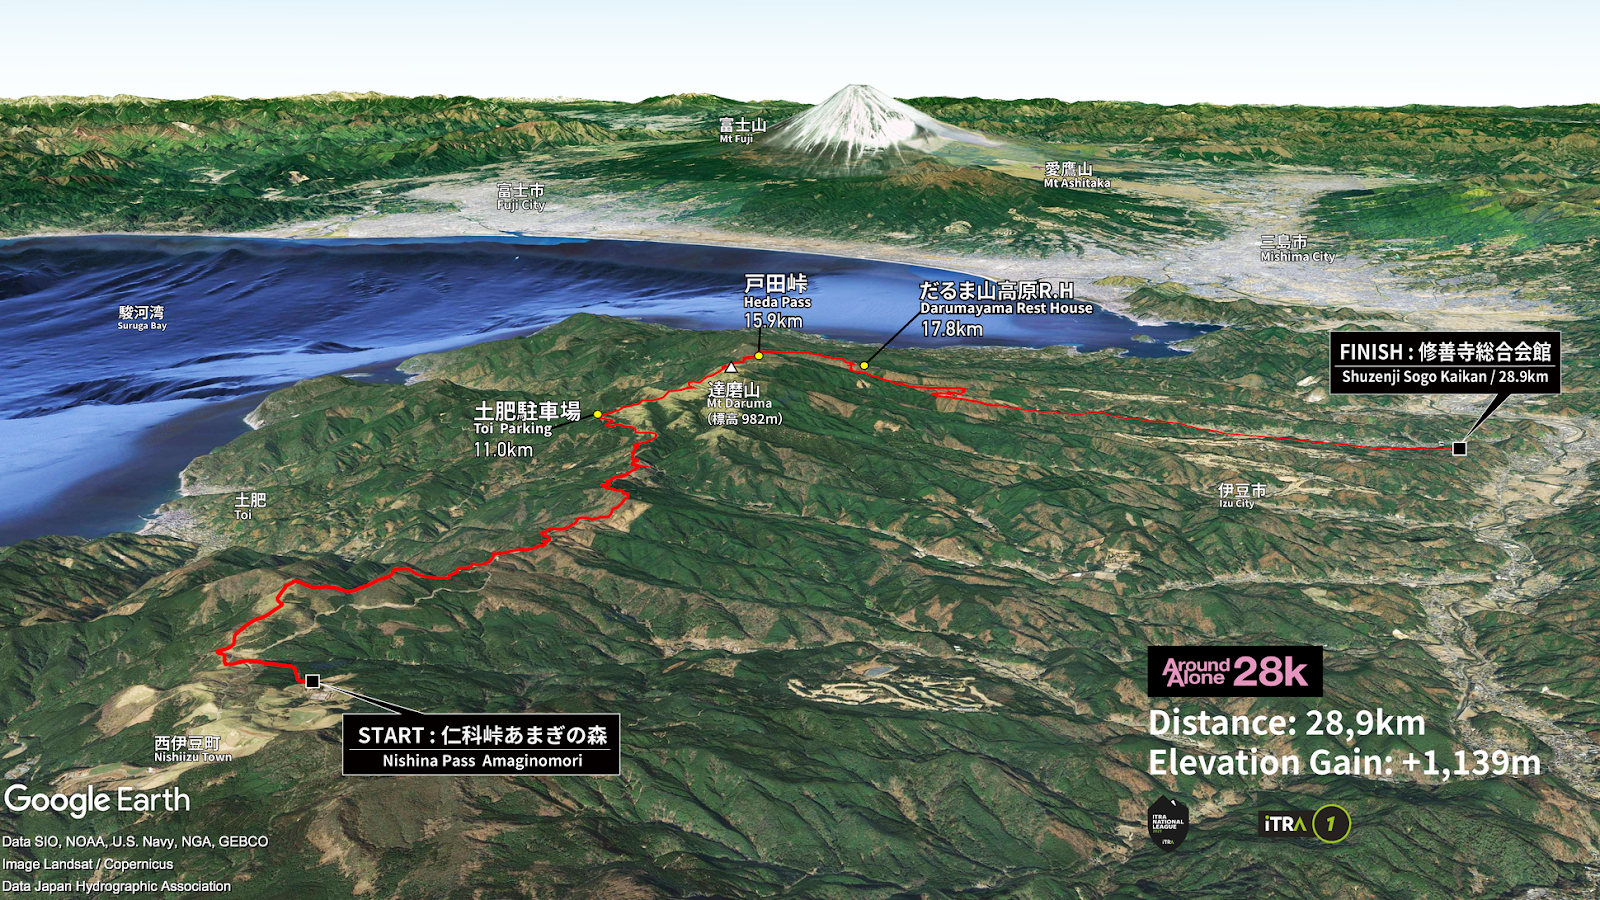 富士山
Mt Fuji
愛鷹山
Mt Ashitaka
富士市
Fuji City
三島市
Mishima City
駿河湾
Suruga Bay
戸田峠
Heda Pass
15.9km
だるま山高原R.H
Darumayama Rest House
17.8km
FINISH : 修善寺総合会館
Shuzenji Sogo Kaikan / 28.9km
達磨山
Mt Daruma
(標高 982m)
土肥駐車場
Toi Parking
11.0km
土肥
Toi
伊豆市
Izu City
START : 仁科峠あまぎの森
Nishina Pass Amaginomori
西伊豆町
Nishiizu Town
Around
Alone 28k
Distance: 28,9km
Elevation Gain: +1,139m
ITRA
NATIONAL
LEAGUE
iTRA
iTRA 1
Google Earth
Data SIO, NOAA, U.S. Navy, NGA, GEBCO
Image Landsat / Copernicus
Data Japan Hydrographic Association